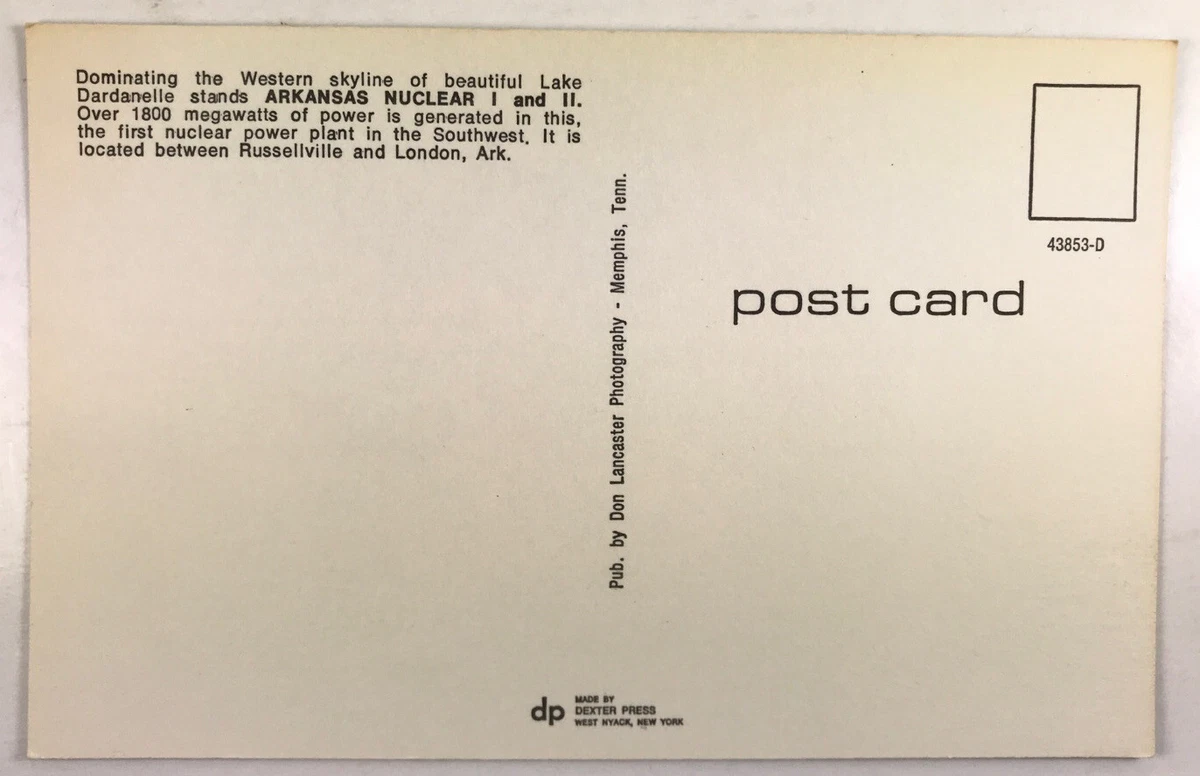 Dominating the Western skyline of beautiful Lake
Dardanelle stands ARKANSAS NUCLEAR I and II.
Over 1800 megawatts of power is generated in this,
the first nuclear power plant in the Southwest. It is
located between Russellville and London, Ark.
Pub. by Don Lancaster Photography - Memphis, Tenn.
43853-D
post card
dp
MADE BY
DEXTER PRESS
WEST NYACK, NEW YORK